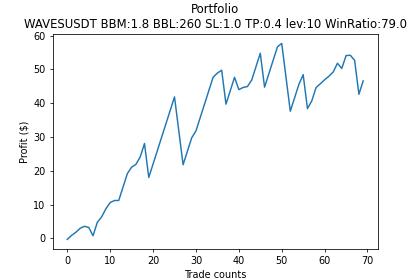 Portfolio
WAVESUSDT BBM:1.8 BBL:260 SL:1.0 TP:0.4 lev:10 WinRatio:79.0
60
50
40
30
20
10
0
Profit ($)
0 10 20 30 40 50 60 70
Trade counts